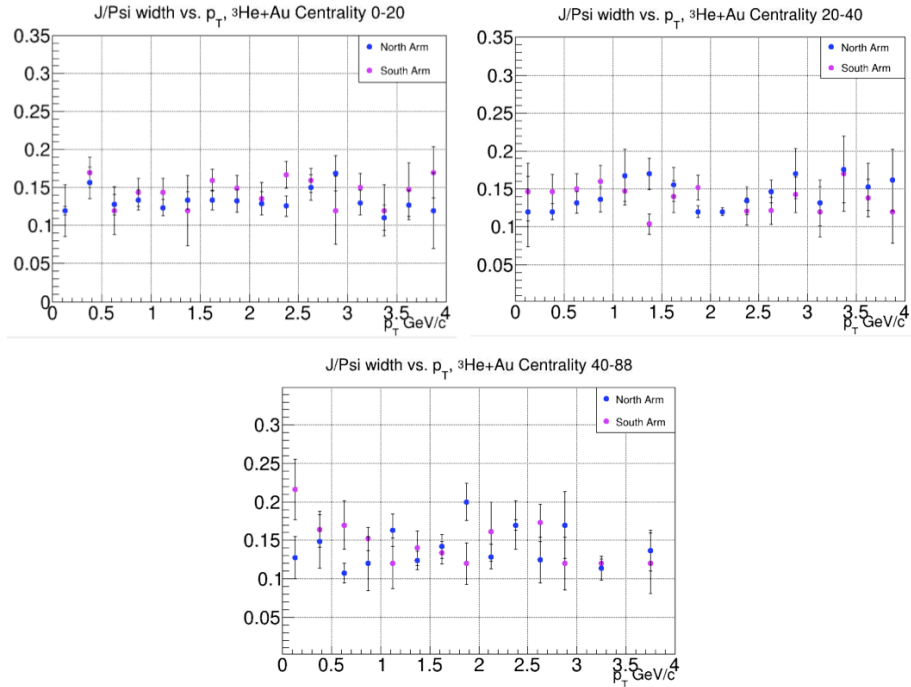 J/Psi width vs. p_T, ³He+Au Centrality 0-20
North Arm
South Arm
0.35
0.3
0.25
0.2
0.15
0.1
0.05
0
0 0.5 1 1.5 2 2.5 3 3.5 4
p_T GeV/c
J/Psi width vs. p_T, ³He+Au Centrality 20-40
North Arm
South Arm
0.35
0.3
0.25
0.2
0.15
0.1
0.05
0 0.5 1 1.5 2 2.5 3 3.5 4
p_T GeV/c
J/Psi width vs. p_T, ³He+Au Centrality 40-88
North Arm
South Arm
0.3
0.25
0.2
0.15
0.1
0.05
0 0.5 1 1.5 2 2.5 3 3.5 4
p_T GeV/c